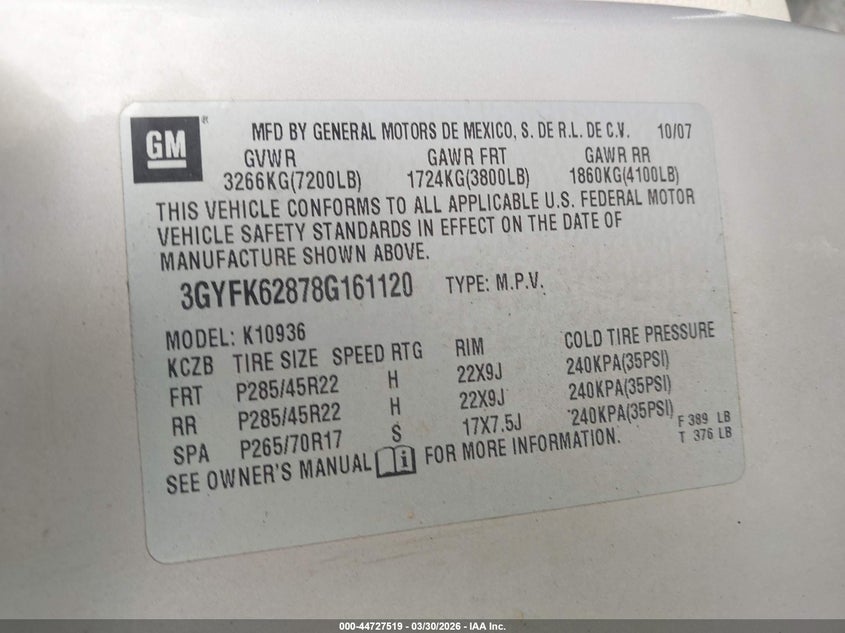 GM
MFD BY GENERAL MOTORS DE MEXICO, S. DE R.L. DE C.V. 10/07
GVWR GAWR FRT GAWR RR
3266KG(7200LB) 1724KG(3800LB) 1860KG(4100LB)
THIS VEHICLE CONFORMS TO ALL APPLICABLE U.S. FEDERAL MOTOR
VEHICLE SAFETY STANDARDS IN EFFECT ON THE DATE OF
MANUFACTURE SHOWN ABOVE.
3GYFK62878G161120 TYPE: M.P.V.
MODEL: K10936
KCZB TIRE SIZE SPEED RTG RIM COLD TIRE PRESSURE
FRT P285/45R22 H 22X9J 240KPA(35PSI)
RR P285/45R22 H 22X9J 240KPA(35PSI)
SPA P265/70R17 S 17X7.5J 240KPA(35PSI) F 389 LB
T 376 LB
SEE OWNER'S MANUAL FOR MORE INFORMATION.
000-44727519 - 03/30/2026 - IAA Inc.